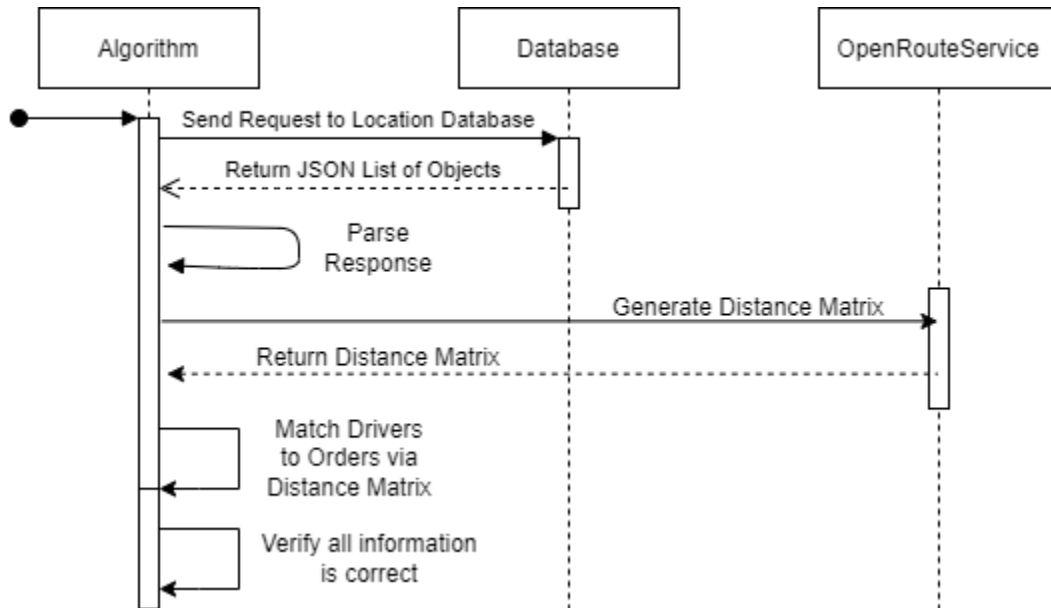 Algorithm
Database
OpenRouteService
Send Request to Location Database
Return JSON List of Objects
Parse
Response
Generate Distance Matrix
Return Distance Matrix
Match Drivers
to Orders via
Distance Matrix
Verify all information
is correct